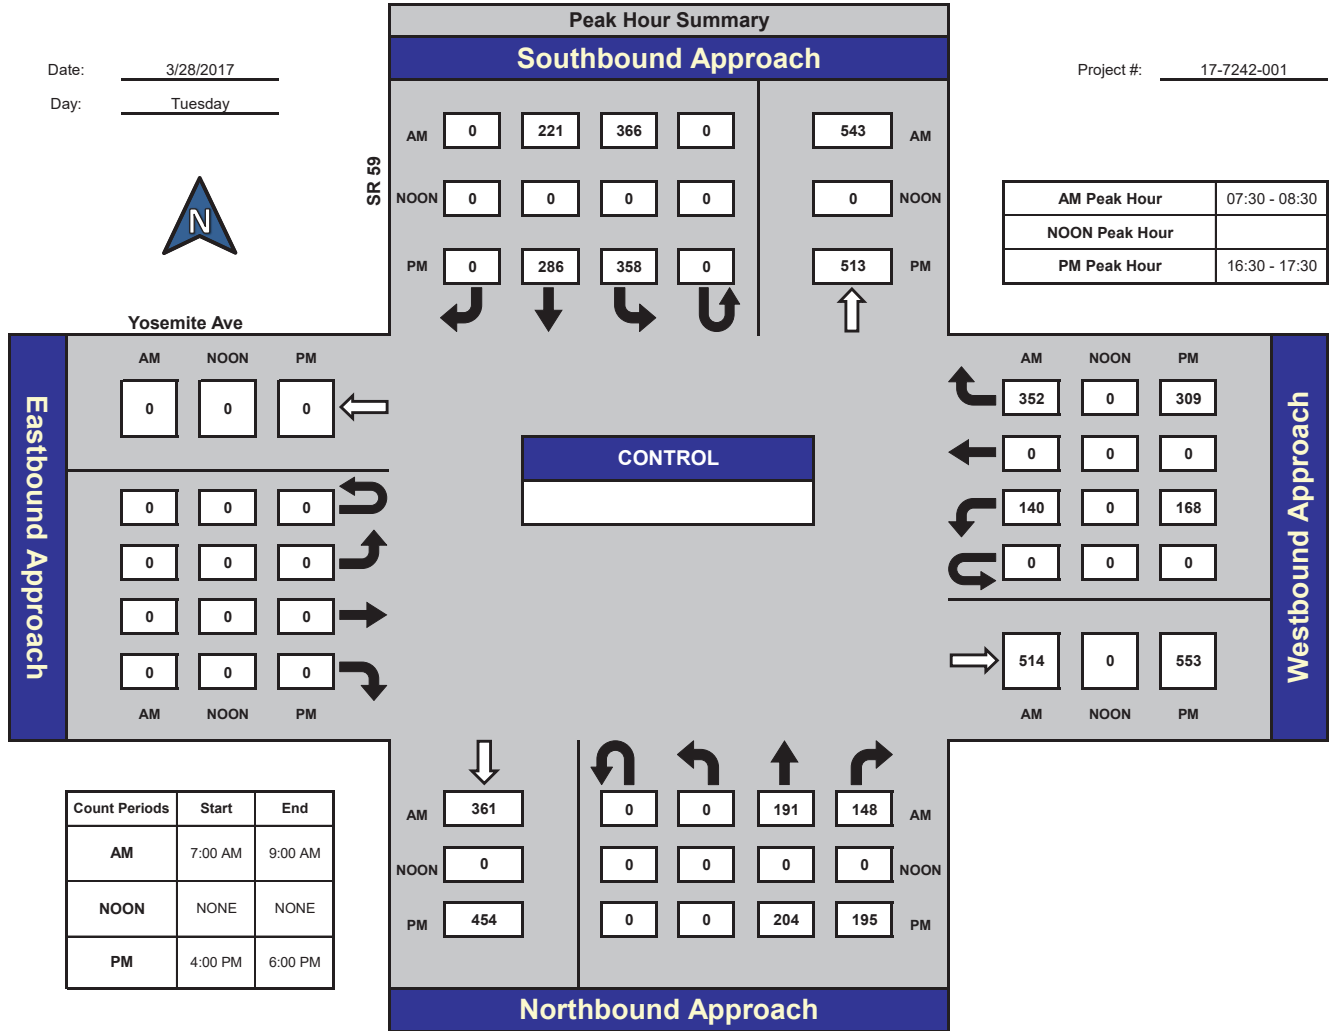 Peak Hour Summary
Southbound Approach
Date: 3/28/2017
Project #: 17-7242-001
Day: Tuesday
SR 59
AM 0 221 366 0 543 AM
NOON 0 0 0 0 0 NOON
PM 0 286 358 0 513 PM
N
AM Peak Hour 07:30 - 08:30
NOON Peak Hour
PM Peak Hour 16:30 - 17:30
Yosemite Ave
Eastbound Approach
AM NOON PM
0 0 0
0 0 0
0 0 0
0 0 0
0 0 0
AM NOON PM
CONTROL
AM NOON PM
352 0 309
0 0 0
140 0 168
0 0 0
514 0 553
AM NOON PM
Westbound Approach
Count Periods Start End
AM 7:00 AM 9:00 AM
NOON NONE NONE
PM 4:00 PM 6:00 PM
AM 361 0 0 191 148 AM
NOON 0 0 0 0 0 NOON
PM 454 0 0 204 195 PM
Northbound Approach